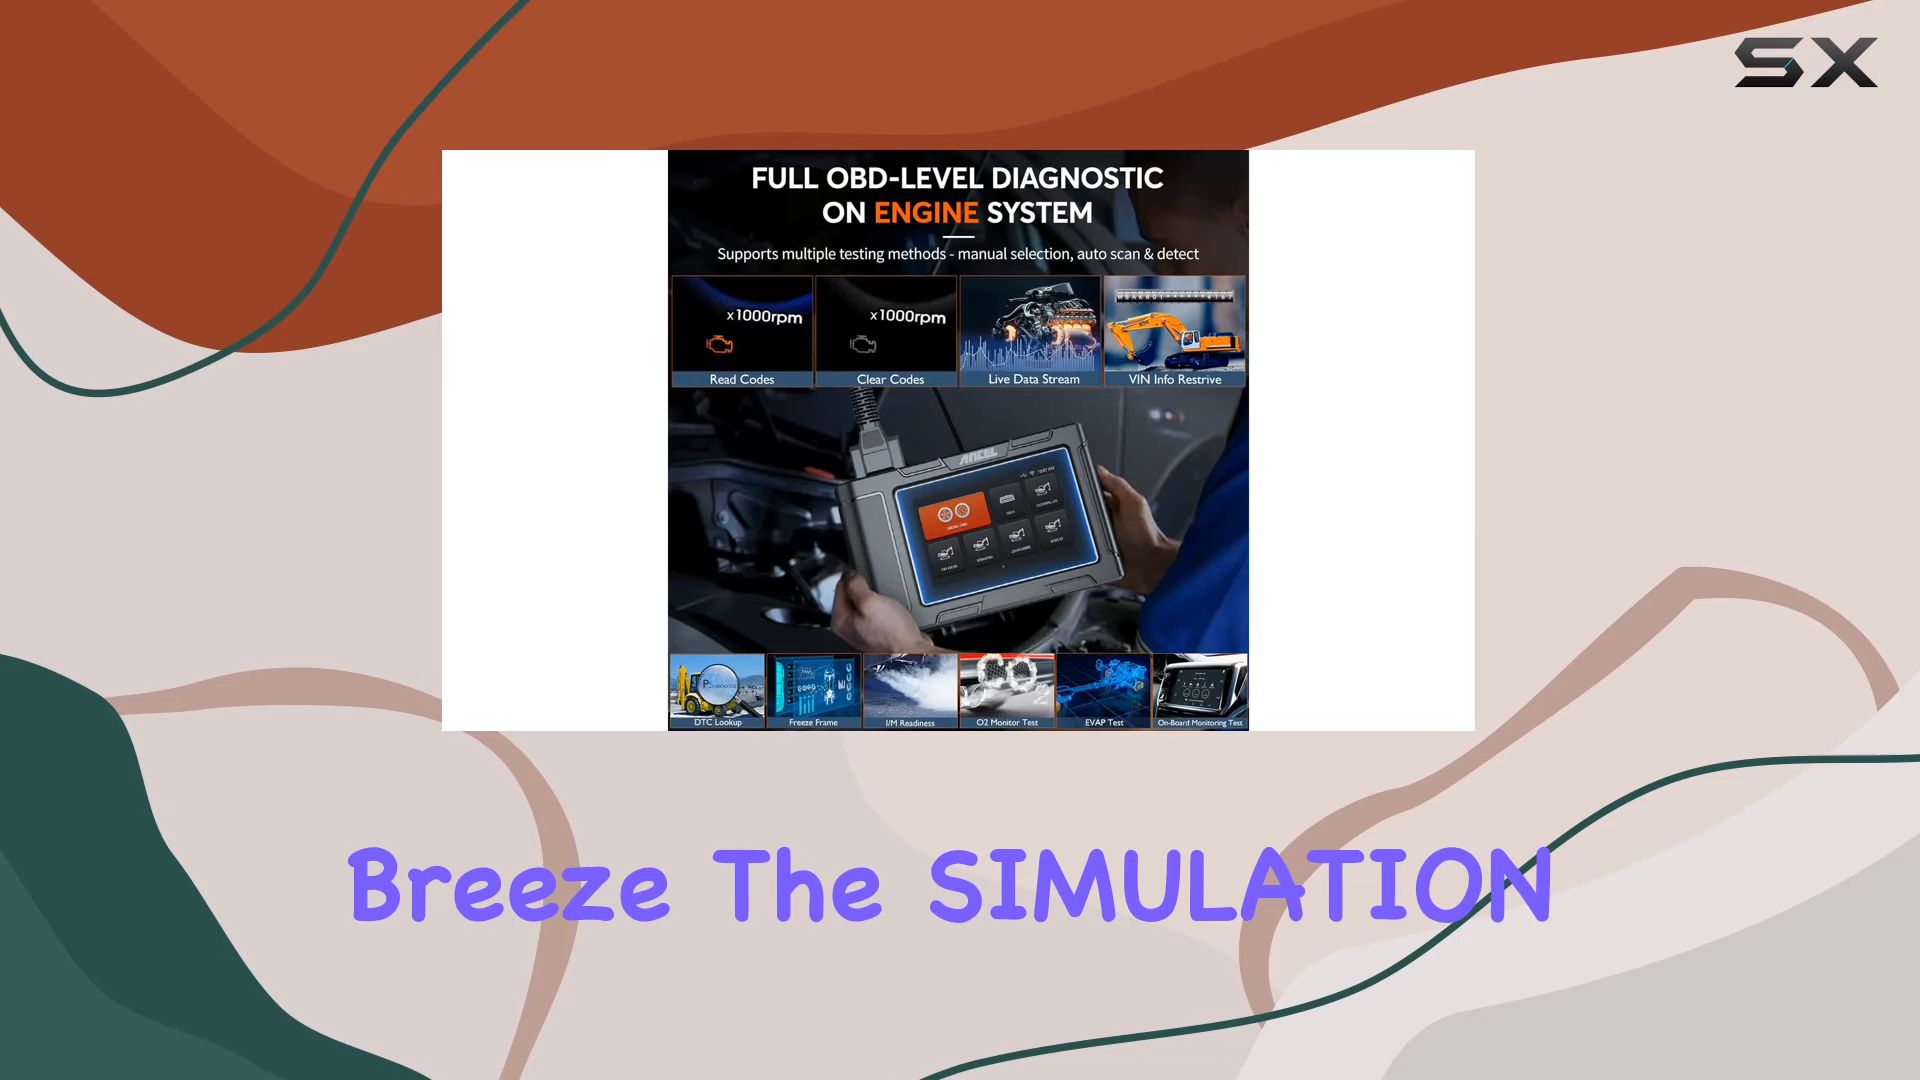 SX
FULL OBD-LEVEL DIAGNOSTIC
ON ENGINE SYSTEM
Supports multiple testing methods - manual selection, auto scan & detect
x1000rpm
x1000rpm
Read Codes
Clear Codes
Live Data Stream
VIN Info Restrive
ANCEL
DTC Lookup
Freeze Frame
I/M Readiness
O2 Monitor Test
EVAP Test
On-Board Monitoring Test
Breeze The SIMULATION